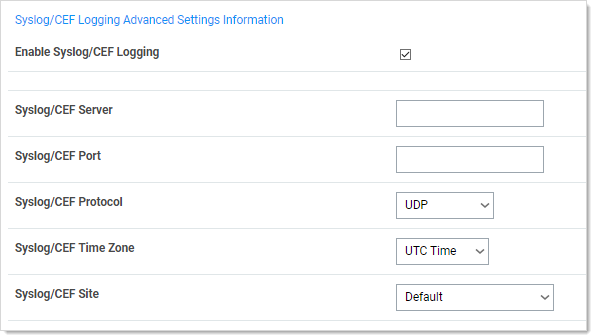 Syslog/CEF Logging Advanced Settings Information
Enable Syslog/CEF Logging
Syslog/CEF Server
Syslog/CEF Port
Syslog/CEF Protocol UDP
Syslog/CEF Time Zone UTC Time
Syslog/CEF Site Default